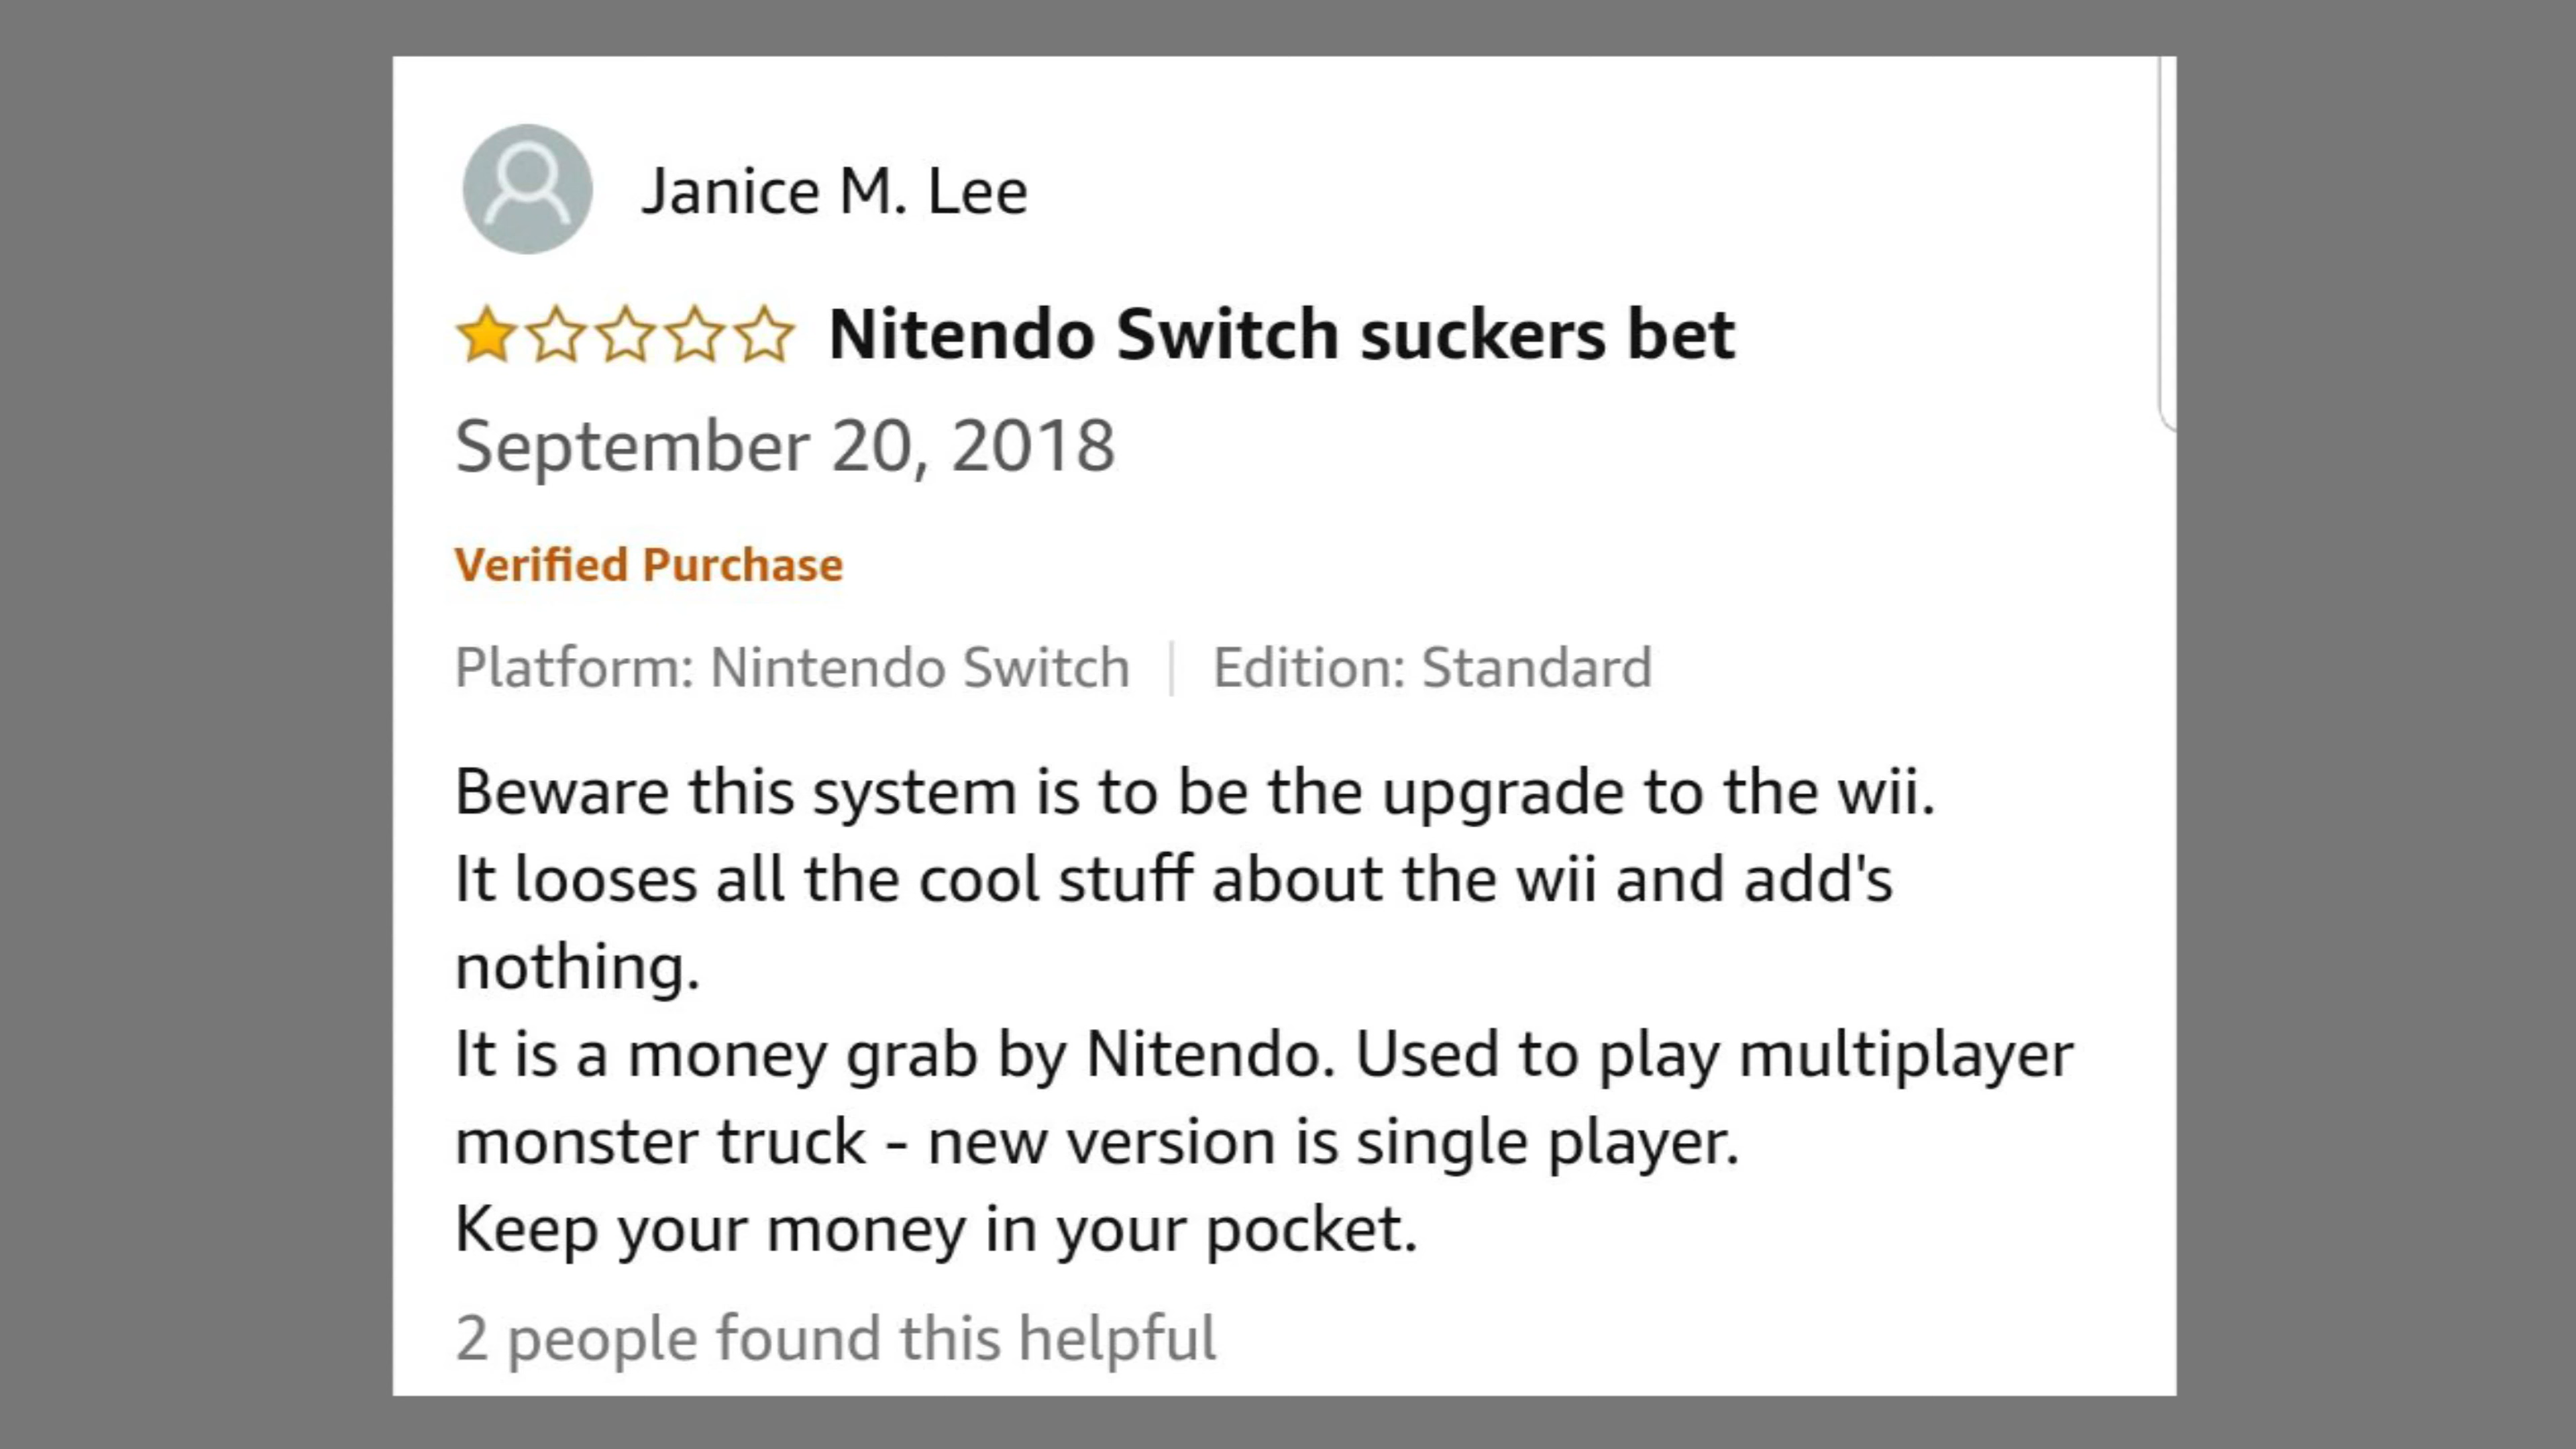 Janice M. Lee
Nitendo Switch suckers bet
September 20, 2018
Verified Purchase
Platform: Nintendo Switch | Edition: Standard
Beware this system is to be the upgrade to the wii.
It looses all the cool stuff about the wii and add's
nothing.
It is a money grab by Nitendo. Used to play multiplayer
monster truck - new version is single player.
Keep your money in your pocket.
2 people found this helpful